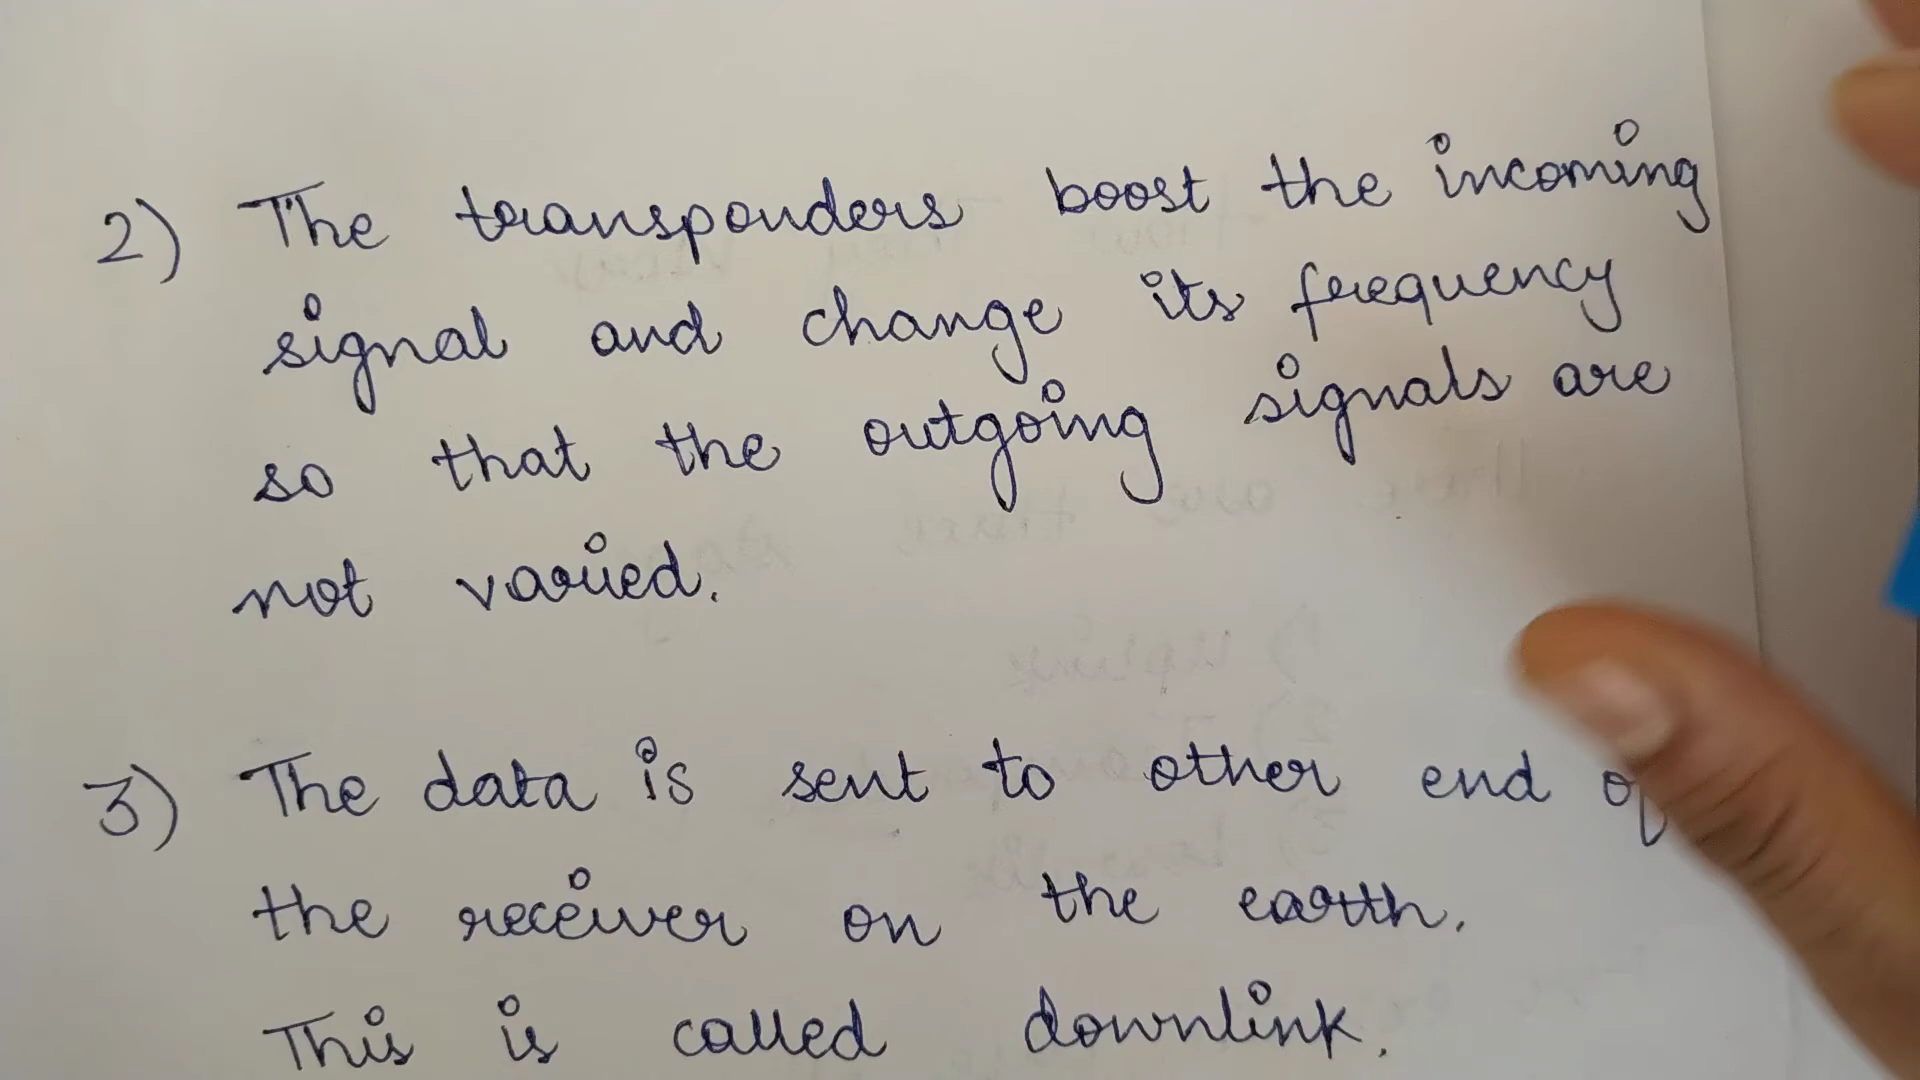 2) The transponders boost the incoming
signal and change its frequency
so that the outgoing signals are
not varied.
3) The data is sent to other end of
the receiver on the earth.
This is called downlink.